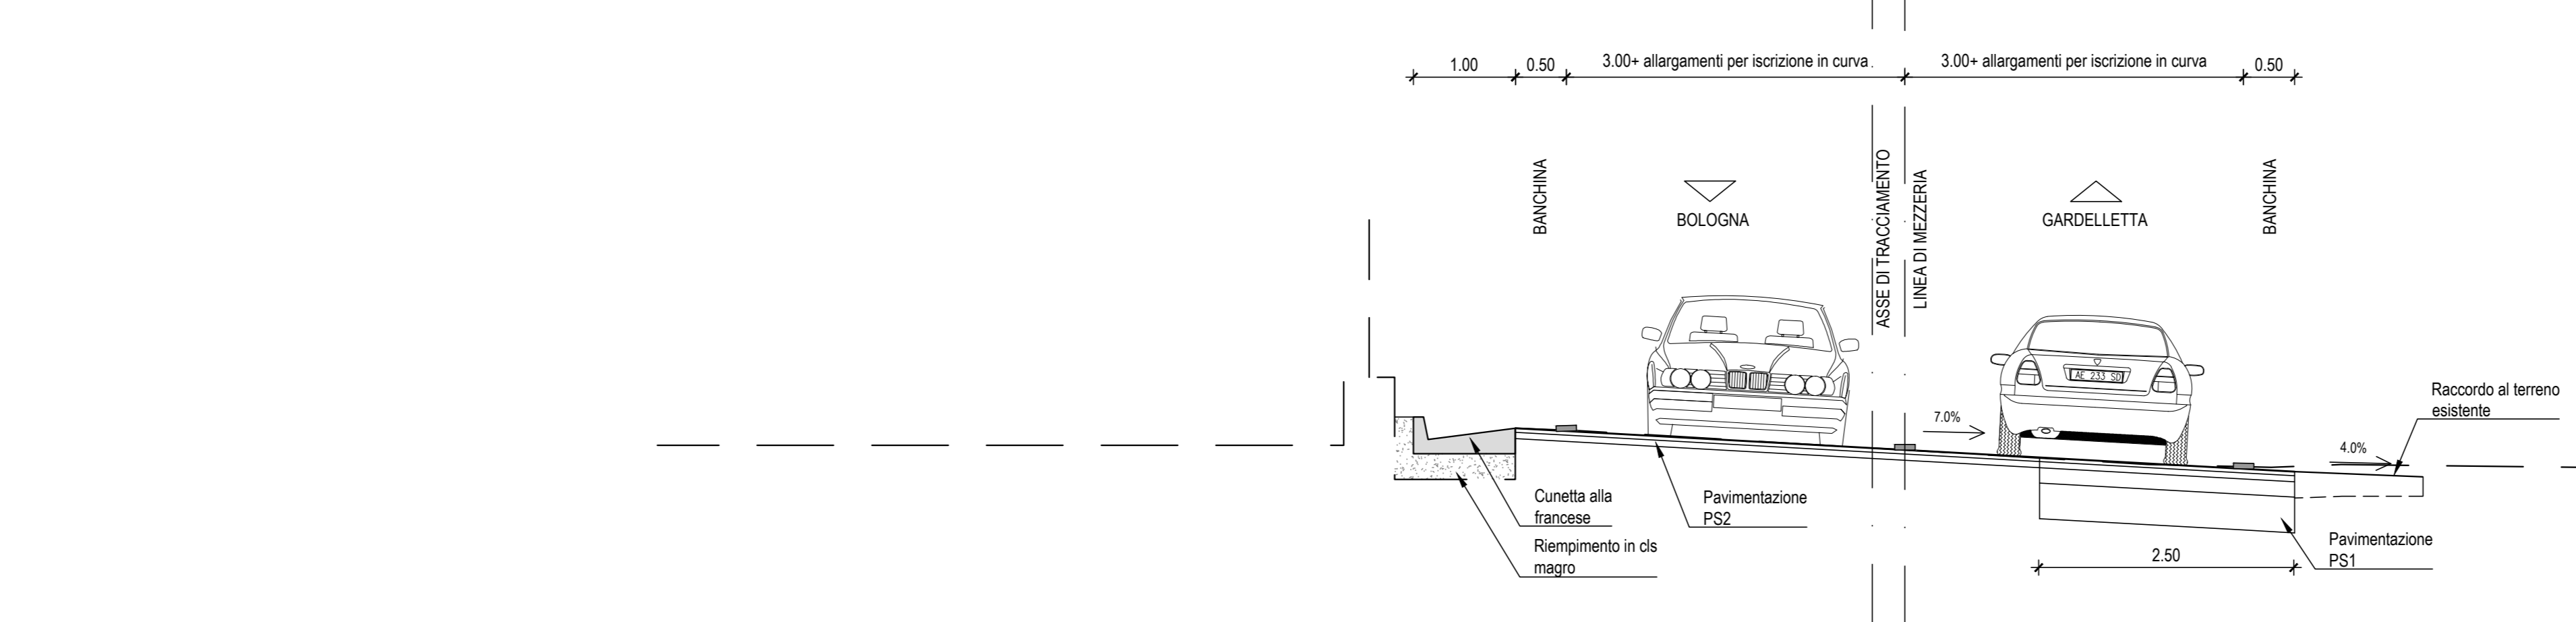 1.00
0.50
3.00+ allargamenti per iscrizione in curva
3.00+ allargamenti per iscrizione in curva
0.50
BANCHINA
BOLOGNA
ASSE DI TRACCIAMENTO
LINEA DI MEZZERIA
GARDELLETTA
BANCHINA
AE 233 SD
7.0%
4.0%
Raccordo al terreno
esistente
Cunetta alla
francese
Riempimento in cls
magro
Pavimentazione
PS2
2.50
Pavimentazione
PS1